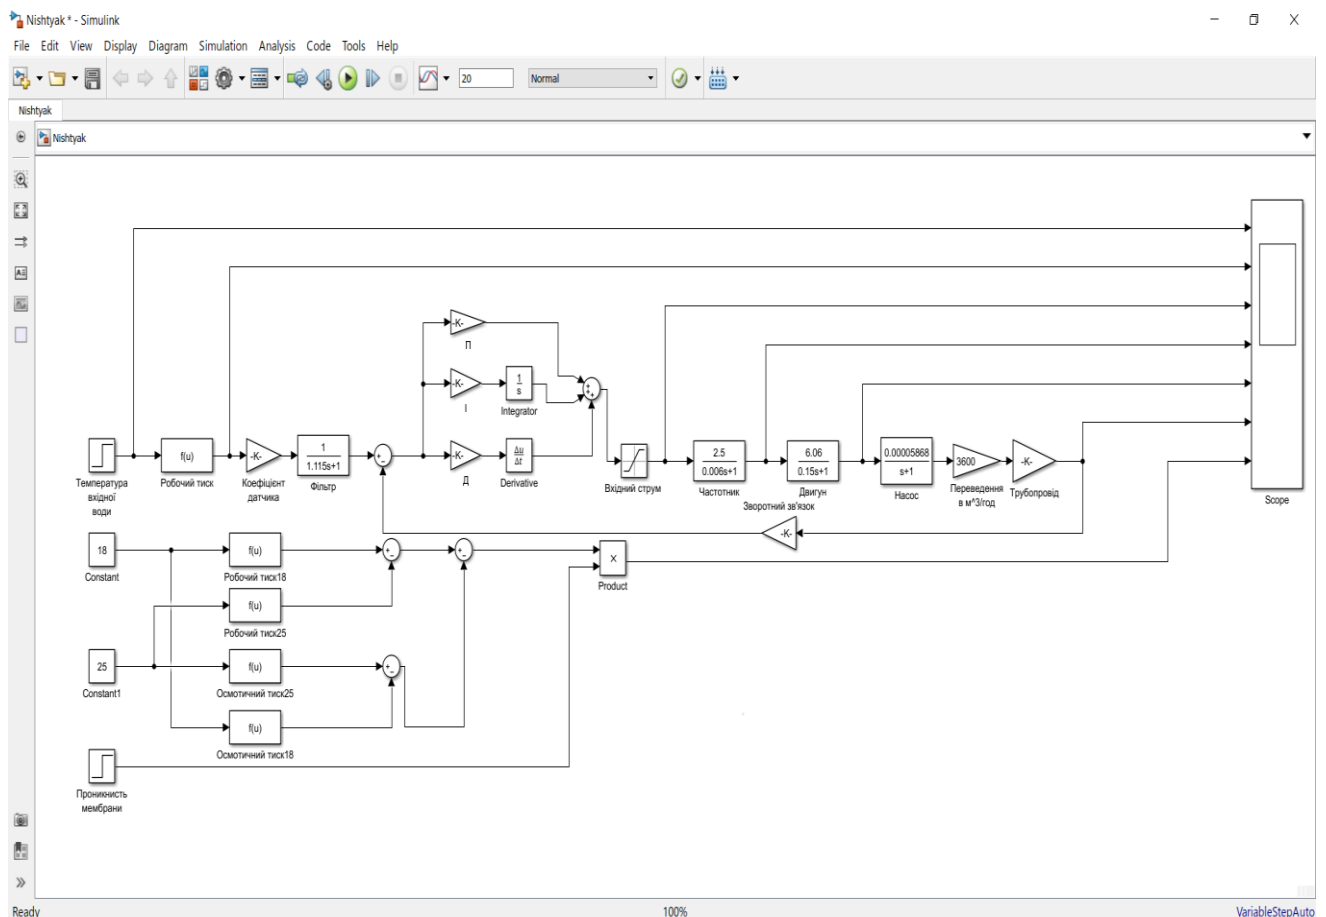 Nishtyak * - Simulink
File Edit View Display Diagram Simulation Analysis Code Tools Help
20
Normal
Nishtyak
Nishtyak
-K-
П
-K-
І
1
s
Integrator
-K-
Д
Δu
Δt
Derivative
Температура
вхідної
води
f(u)
Робочий тиск
-K-
Коефіцієнт
датчика
1
1.115s+1
Фільтр
Вхідний струм
2.5
0.006s+1
Частотник
6.06
0.15s+1
Двигун
0.00005868
s+1
Насос
3600
Переведення
в м^3/год
-K-
Трубопровід
Scope
Зворотний зв'язок
-K-
18
Constant
f(u)
Робочий тиск18
×
Product
f(u)
Робочий тиск25
25
Constant1
f(u)
Осмотичний тиск25
f(u)
Осмотичний тиск18
Проникнисть
мембрани
Ready
100%
VariableStepAuto